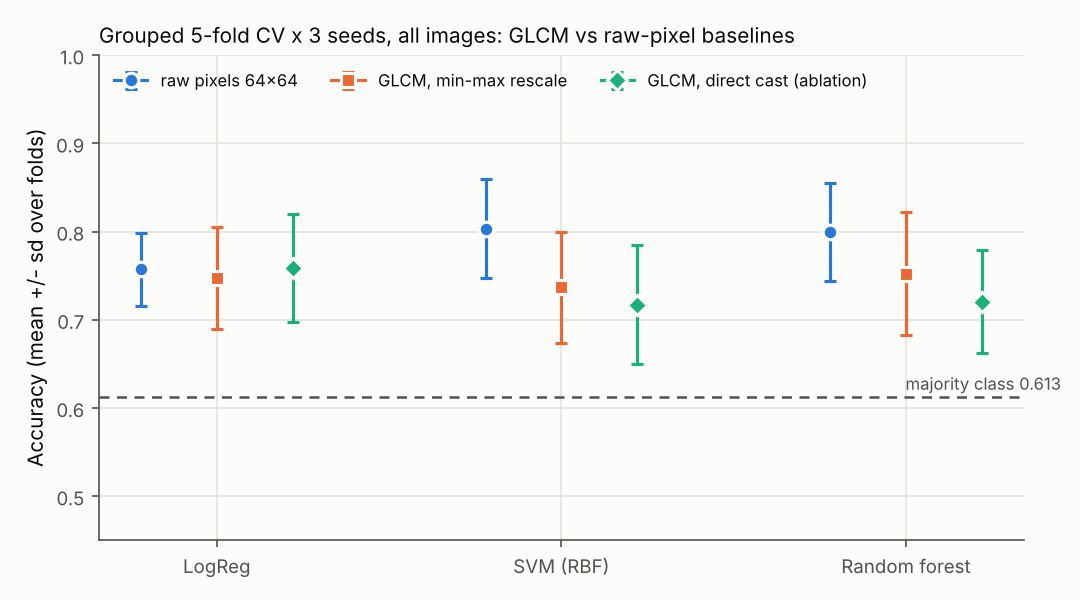 Grouped 5-fold CV x 3 seeds, all images: GLCM vs raw-pixel baselines
raw pixels 64×64
GLCM, min-max rescale
GLCM, direct cast (ablation)
Accuracy (mean +/- sd over folds)
1.0
0.9
0.8
0.7
0.6
0.5
majority class 0.613
LogReg
SVM (RBF)
Random forest